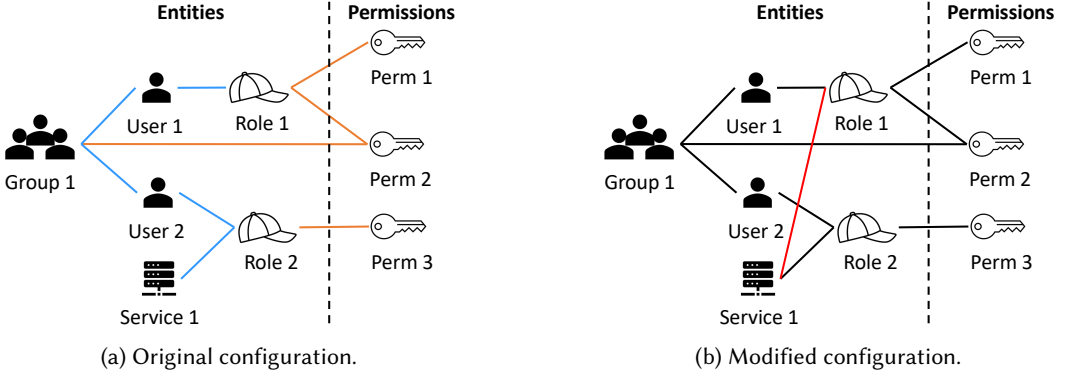 Entities
Permissions
Perm 1
User 1
Role 1
Group 1
Perm 2
User 2
Role 2
Perm 3
Service 1
(a) Original configuration.
Entities
Permissions
Perm 1
User 1
Role 1
Group 1
Perm 2
User 2
Role 2
Perm 3
Service 1
(b) Modified configuration.